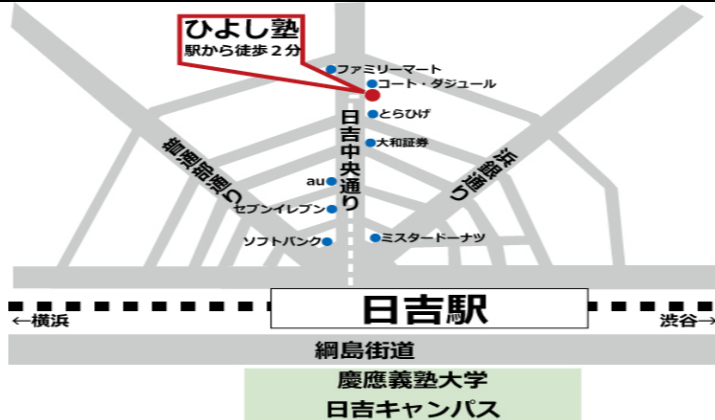 ひよし塾
駅から徒歩２分
ファミリーマート
コート・ダジュール
とらひげ
大和証券
日吉中央通り
普通部通り
浜銀通り
au
セブンイレブン
ソフトバンク
ミスタードーナツ
日吉駅
←横浜
渋谷→
綱島街道
慶應義塾大学
日吉キャンパス